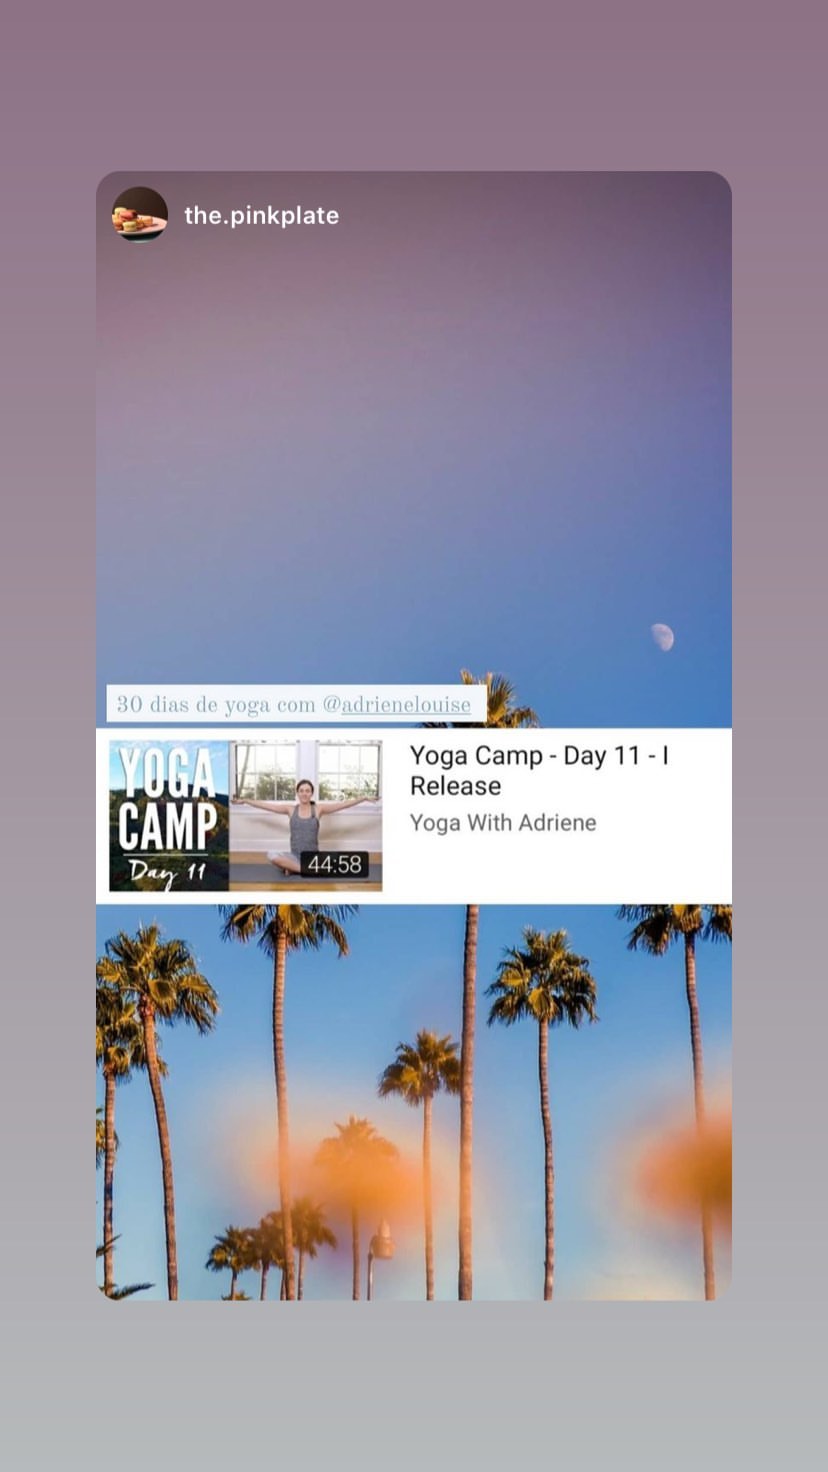 the.pinkplate
30 dias de yoga com @adrienelouise
YOGA
CAMP
Day 11
44:58
Yoga Camp - Day 11 - I
Release
Yoga With Adriene